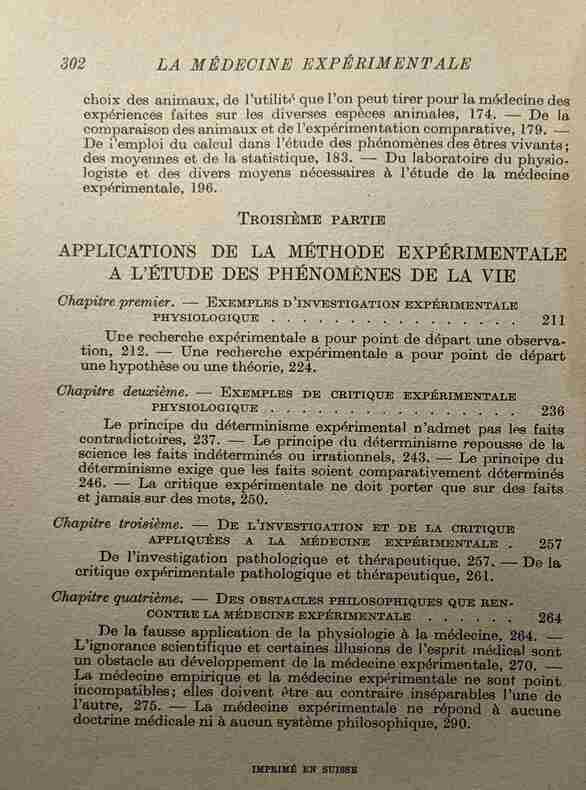 302 LA MÉDECINE EXPÉRIMENTALE
choix des animaux, de l'utilité que l'on peut tirer pour la médecine des
expériences faites sur les diverses espèces animales, 174. — De la
comparaison des animaux et de l'expérimentation comparative, 179. —
De l'emploi du calcul dans l'étude des phénomènes des êtres vivants;
des moyennes et de la statistique, 183. — Du laboratoire du physio-
logiste et des divers moyens nécessaires à l'étude de la médecine
expérimentale, 196.
TROISIÈME PARTIE
APPLICATIONS DE LA MÉTHODE EXPÉRIMENTALE
A L'ÉTUDE DES PHÉNOMÈNES DE LA VIE
Chapitre premier. — EXEMPLES D'INVESTIGATION EXPÉRIMENTALE
PHYSIOLOGIQUE . . . . . . . . . . . . . . . . . 211
Une recherche expérimentale a pour point de départ une observa-
tion, 212. — Une recherche expérimentale a pour point de départ
une hypothèse ou une théorie, 224.
Chapitre deuxième. — EXEMPLES DE CRITIQUE EXPÉRIMENTALE
PHYSIOLOGIQUE . . . . . . . . . . . . . . . . . 236
Le principe du déterminisme expérimental n'admet pas les faits
contradictoires, 237. — Le principe du déterminisme repousse de la
science les faits indéterminés ou irrationnels, 243. — Le principe du
déterminisme exige que les faits soient comparativement déterminés
246. — La critique expérimentale ne doit porter que sur des faits
et jamais sur des mots, 250.
Chapitre troisième. — DE L'INVESTIGATION ET DE LA CRITIQUE
APPLIQUÉES A LA MÉDECINE EXPÉRIMENTALE . 257
De l'investigation pathologique et thérapeutique, 257. — De la
critique expérimentale pathologique et thérapeutique, 261.
Chapitre quatrième. — DES OBSTACLES PHILOSOPHIQUES QUE REN-
CONTRE LA MÉDECINE EXPÉRIMENTALE . . . . . . 264
De la fausse application de la physiologie à la médecine, 264. —
L'ignorance scientifique et certaines illusions de l'esprit médical sont
un obstacle au développement de la médecine expérimentale, 270. —
La médecine empirique et la médecine expérimentale ne sont point
incompatibles; elles doivent être au contraire inséparables l'une de
l'autre, 275. — La médecine expérimentale ne répond à aucune
doctrine médicale ni à aucun système philosophique, 290.
IMPRIMÉ EN SUISSE